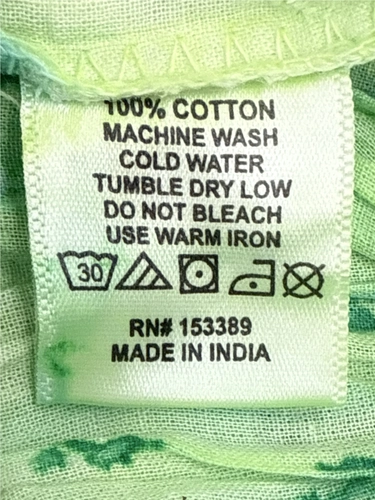 100% COTTON
MACHINE WASH
COLD WATER
TUMBLE DRY LOW
DO NOT BLEACH
USE WARM IRON
30
RN# 153389
MADE IN INDIA